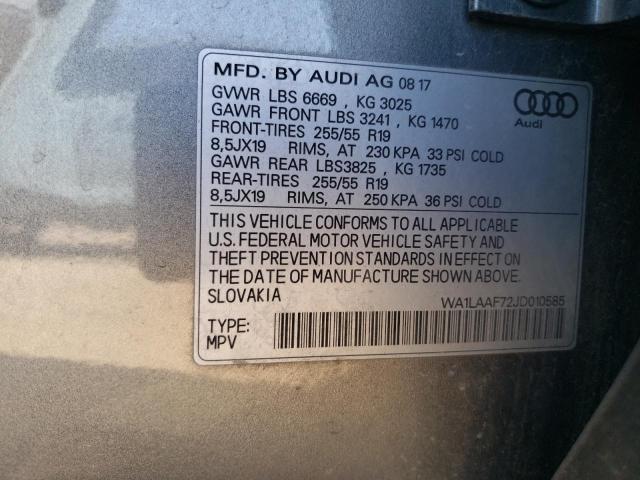 MFD. BY AUDI AG 08 17
GVWR LBS 6669 , KG 3025
GAWR FRONT LBS 3241 , KG 1470
FRONT-TIRES 255/55 R19
8,5JX19 RIMS, AT 230 KPA 33 PSI COLD
GAWR REAR LBS3825 , KG 1735
REAR-TIRES 255/55 R19
8,5JX19 RIMS, AT 250 KPA 36 PSI COLD
Audi
THIS VEHICLE CONFORMS TO ALL APPLICABLE
U.S. FEDERAL MOTOR VEHICLE SAFETY AND
THEFT PREVENTION STANDARDS IN EFFECT ON
THE DATE OF MANUFACTURE SHOWN ABOVE.
SLOVAKIA
WA1LAAF72JD010585
TYPE:
MPV